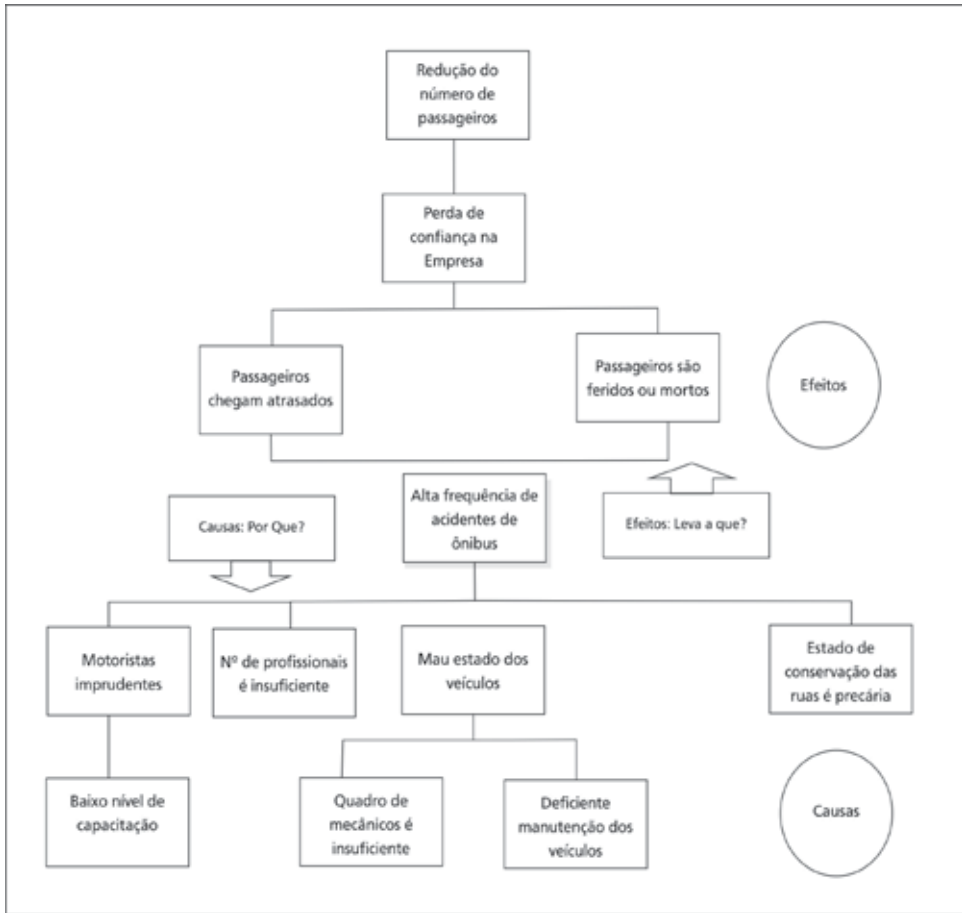 Redução do
número de
passageiros
Perda de
confiança na
Empresa
Passageiros
chegam atrasados
Passageiros são
feridos ou mortos
Efeitos
Causas: Por Que?
Alta frequência de
acidentes de
ônibus
Efeitos: Leva a que?
Motoristas
imprudentes
Nº de profissionais
é insuficiente
Mau estado dos
veículos
Estado de
conservação das
ruas é precária
Baixo nível de
capacitação
Quadro de
mecânicos é
insuficiente
Deficiente
manutenção dos
veículos
Causas